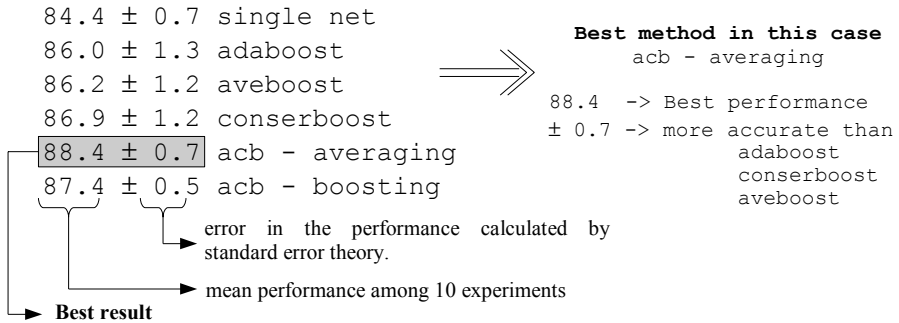 84.4 ± 0.7 single net
86.0 ± 1.3 adaboost
86.2 ± 1.2 aveboost
86.9 ± 1.2 conserboost
88.4 ± 0.7 acb - averaging
87.4 ± 0.5 acb - boosting
error in the performance calculated by
standard error theory.
mean performance among 10 experiments
Best result
Best method in this case
acb - averaging
88.4 -> Best performance
± 0.7 -> more accurate than
adaboost
conserboost
aveboost